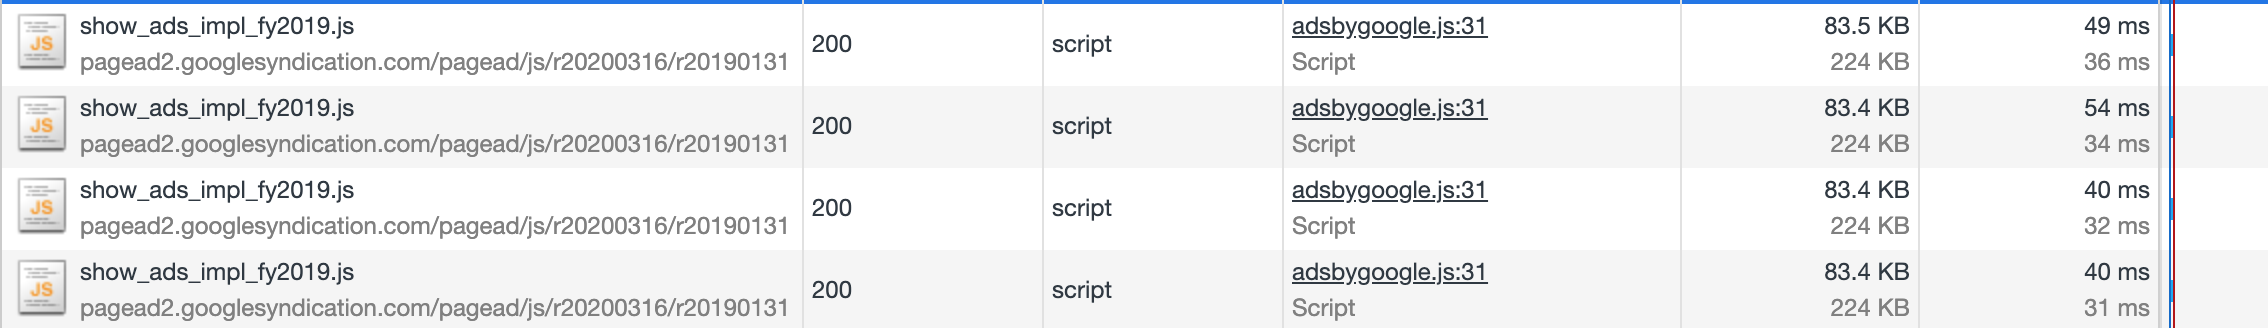 show_ads_impl_fy2019.js
pagead2.googlesyndication.com/pagead/js/r20200316/r20190131
200
script
adsbygoogle.js:31
Script
83.5 KB
224 KB
49 ms
36 ms
show_ads_impl_fy2019.js
pagead2.googlesyndication.com/pagead/js/r20200316/r20190131
200
script
adsbygoogle.js:31
Script
83.4 KB
224 KB
54 ms
34 ms
show_ads_impl_fy2019.js
pagead2.googlesyndication.com/pagead/js/r20200316/r20190131
200
script
adsbygoogle.js:31
Script
83.4 KB
224 KB
40 ms
32 ms
show_ads_impl_fy2019.js
pagead2.googlesyndication.com/pagead/js/r20200316/r20190131
200
script
adsbygoogle.js:31
Script
83.4 KB
224 KB
40 ms
31 ms
JS
JS
JS
JS